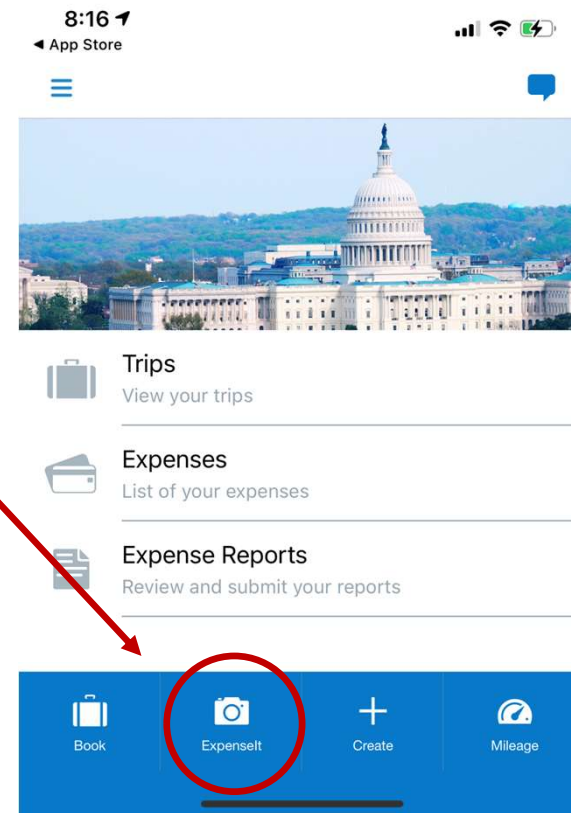 8:16
◀ App Store
Trips
View your trips
Expenses
List of your expenses
Expense Reports
Review and submit your reports
Book
ExpenseIt
Create
Mileage